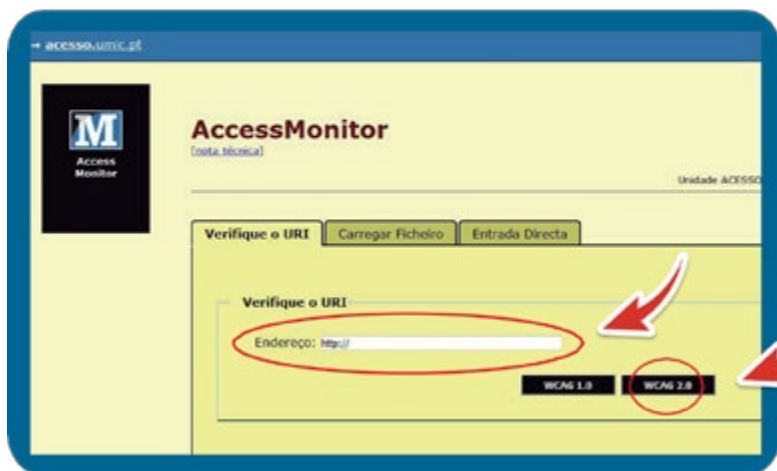 → acesso.umic.pt
M
Access
Monitor
AccessMonitor
[nota técnica]
Unidade ACESSO
Verifique o URI
Carregar Ficheiro
Entrada Directa
Verifique o URI
Endereço: http://
WCAG 1.0
WCAG 2.0